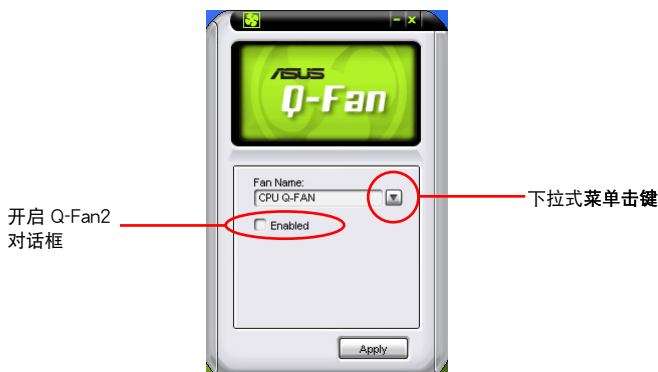 ASUS
Q-Fan
Fan Name:
CPU Q-FAN
下拉式菜单击键
Enabled
开启 Q-Fan2
对话框
Apply